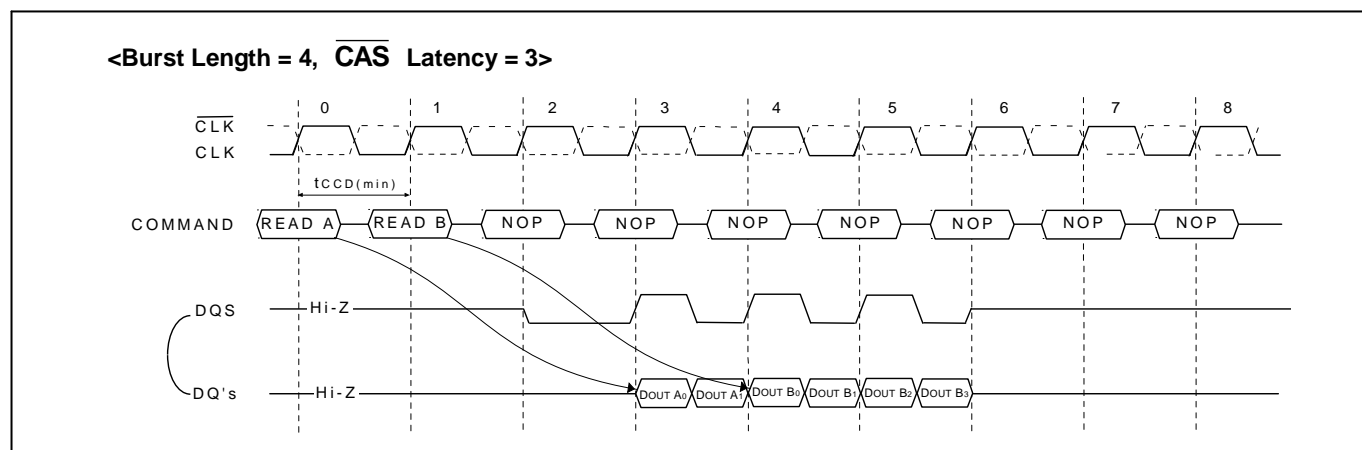 <Burst Length = 4, CAS Latency = 3>
0 1 2 3 4 5 6 7 8
CLK
CLK
tCCD(min)
COMMAND READ A READ B NOP NOP NOP NOP NOP NOP NOP
DQS Hi-Z
DQ's Hi-Z DOUT A0 DOUT A1 DOUT B0 DOUT B1 DOUT B2 DOUT B3